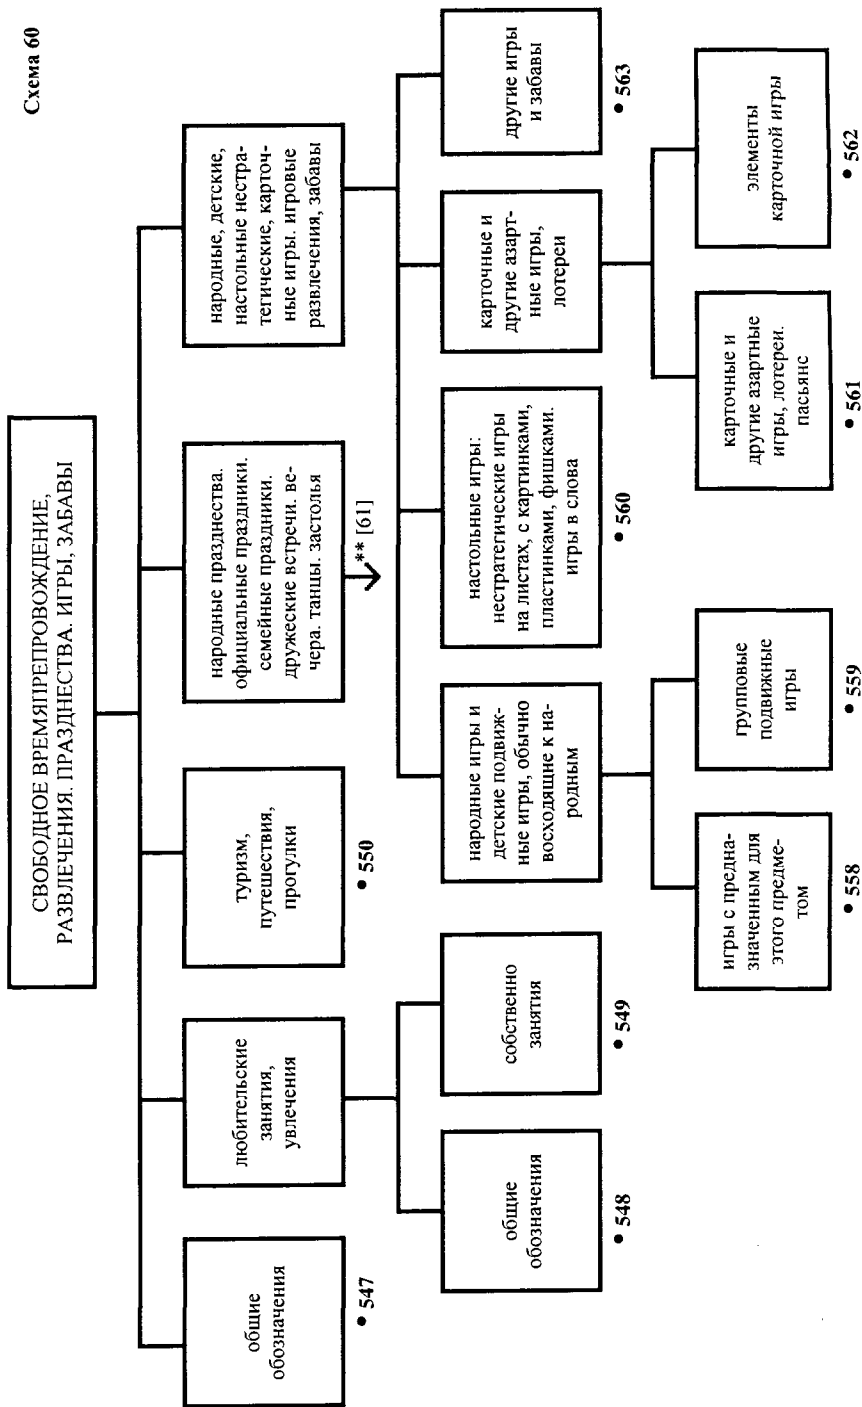 Схема 60
СВОБОДНОЕ ВРЕМЯПРЕПРОВОЖДЕНИЕ,
РАЗВЛЕЧЕНИЯ. ПРАЗДНЕСТВА. ИГРЫ, ЗАБАВЫ
общие
обозначения
• 547
любительские
занятия,
увлечения
туризм,
путешествия,
прогулки
• 550
народные празднества.
официальные праздники.
семейные праздники.
дружеские встречи. ве-
чера. танцы. застолья
** [61]
народные, детские,
настольные нестра-
тегические, карточ-
ные игры. игровые
развлечения, забавы
общие
обозначения
• 548
собственно
занятия
• 549
народные игры и
детские подвиж-
ные игры, обычно
восходящие к на-
родным
настольные игры:
нестратегические игры
на листах, с картинками,
пластинками, фишками.
игры в слова
• 560
карточные и
другие азарт-
ные игры,
лотереи
другие игры
и забавы
• 563
игры с предна-
значенным для
этого предме-
том
• 558
групповые
подвижные
игры
• 559
карточные и
другие азартные
игры, лотереи.
пасьянс
• 561
элементы
карточной игры
• 562